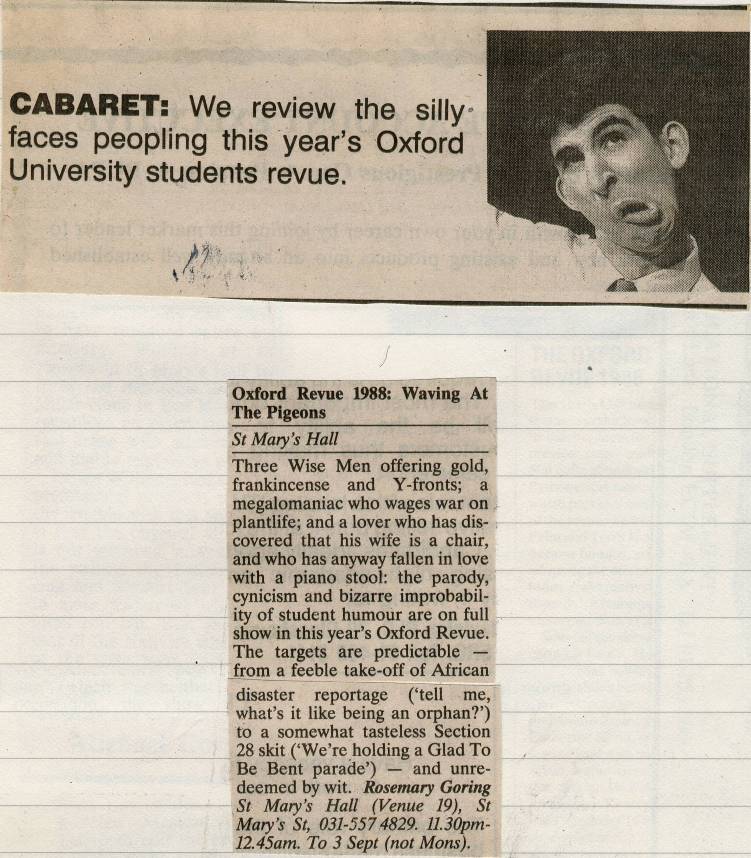 CABARET: We review the silly
faces peopling this year's Oxford
University students revue.
Oxford Revue 1988: Waving At
The Pigeons
St Mary's Hall
Three Wise Men offering gold,
frankincense and Y-fronts; a
megalomaniac who wages war on
plantlife; and a lover who has dis-
covered that his wife is a chair,
and who has anyway fallen in love
with a piano stool: the parody,
cynicism and bizarre improbabil-
ity of student humour are on full
show in this year's Oxford Revue.
The targets are predictable —
from a feeble take-off of African
disaster reportage ('tell me,
what's it like being an orphan?')
to a somewhat tasteless Section
28 skit ('We're holding a Glad To
Be Bent parade') — and unre-
deemed by wit. Rosemary Goring
St Mary's Hall (Venue 19), St
Mary's St, 031-557 4829. 11.30pm-
12.45am. To 3 Sept (not Mons).